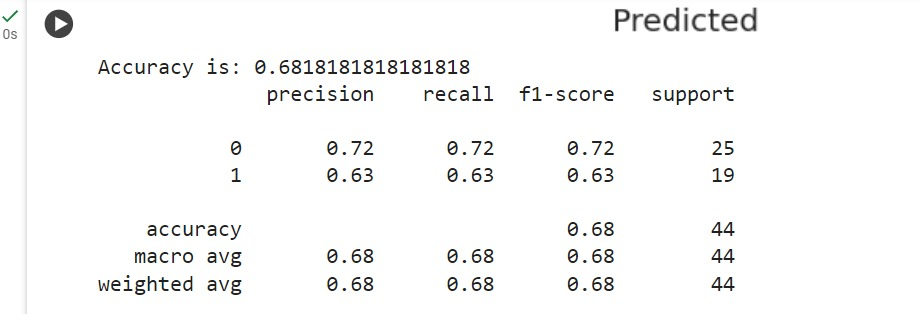 0s
Predicted
Accuracy is: 0.6818181818181818
precision recall f1-score support
0 0.72 0.72 0.72 25
1 0.63 0.63 0.63 19
accuracy 0.68 44
macro avg 0.68 0.68 0.68 44
weighted avg 0.68 0.68 0.68 44